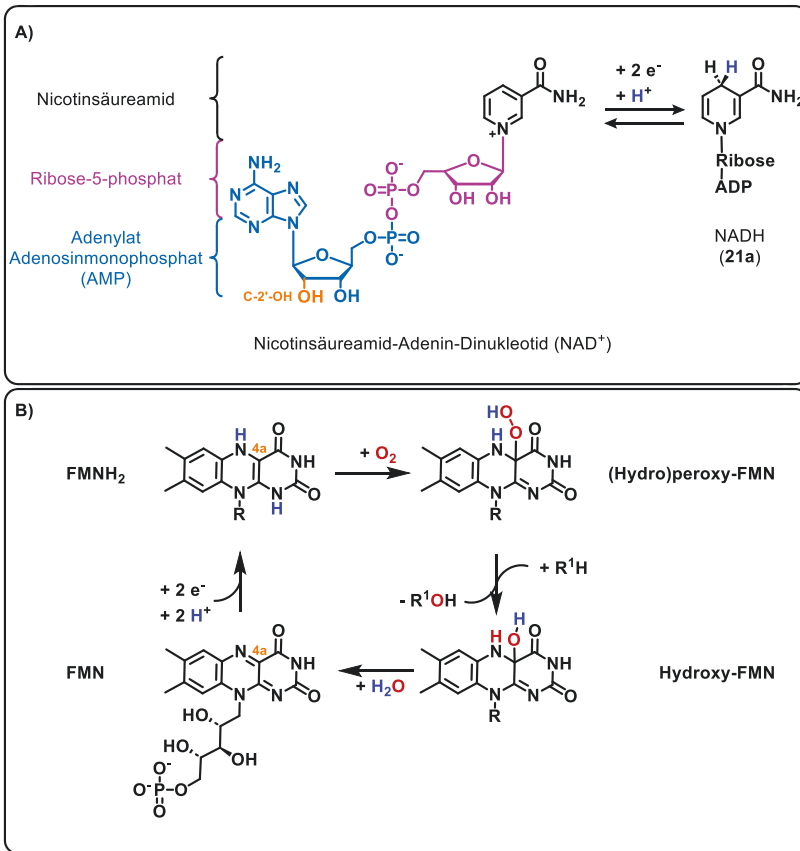 A)
Nicotinsäureamid
Ribose-5-phosphat
Adenylat
Adenosinmonophosphat
(AMP)
NH2
N
N
N
N
O
C-2'-OH
OH
OH
O
P
O
O-
O
O
P
O-
O
O
O
OH
OH
N
+
O
NH2
+ 2 e-
+ H+
H H
O
NH2
N
Ribose
ADP
NADH
(21a)
Nicotinsäureamid-Adenin-Dinukleotid (NAD+)
B)
FMNH2
H
N
4a
O
NH
N
R
N
H
O
+ O2
HO
O
H
N
O
NH
N
R
N
O
(Hydro)peroxy-FMN
+ 2 e-
+ 2 H+
+ R1H
- R1OH
FMN
N
4a
O
NH
N
N
O
HO
HO
OH
O-
O-
P
O
O
+ H2O
H
H
O
N
O
NH
N
R
N
O
Hydroxy-FMN